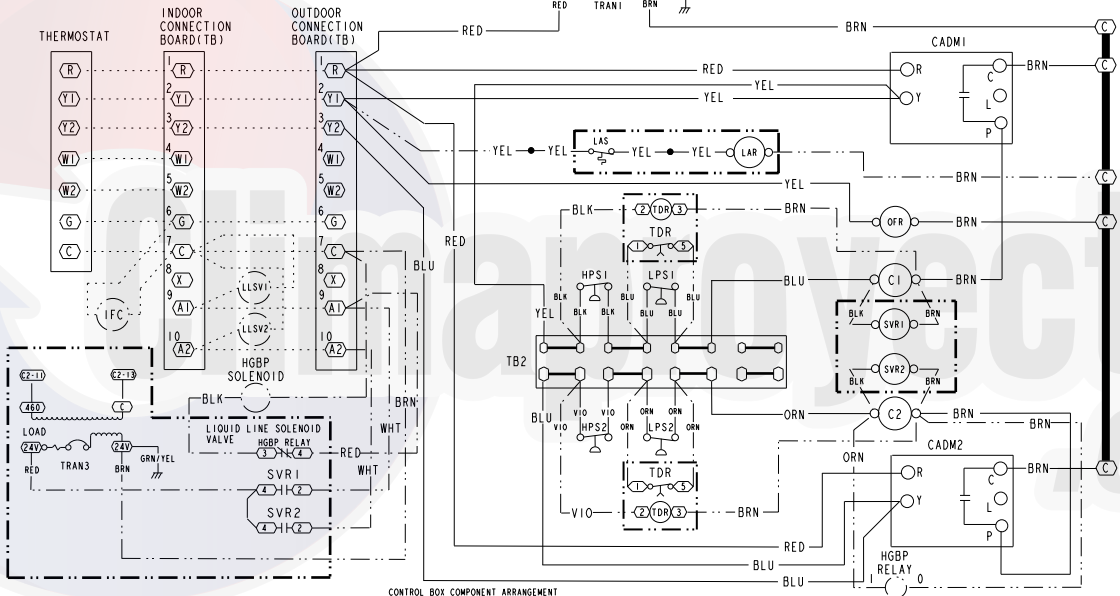 RED TRAN1 BRN
INDOOR
CONNECTION
BOARD(TB)
OUTDOOR
CONNECTION
BOARD(TB)
THERMOSTAT
RED
BRN
C
CADM1
R 1 R 1 R
RED
R
C
BRN
C
YEL
Y1 2 Y1 2 Y1
YEL
Y
L
P
Y2 3 Y2 3 Y2
W1 4 W1 4 W1
YEL YEL LAS YEL YEL LAR
BRN
C
W2 5 W2 5 W2
YEL
BLK 2 TDR 3 BRN
G 6 G 6 G
OFR
BRN
C
TDR
1 5
RED
C 7 C 7 C
BLU
8 X 8 X
HPS1 LPS1
BLU
C1
BRN
LLSV1
BLK BLU BLU
9 A1 9 A1
YEL BLK BLK BLU BLU
BLK BRN
IFC
SVR1
LLSV2
10 A2 10 A2
TB2
HGBP
SOLENOID
SVR2
C2-11 C2-13
BLK BRN
BLK
BRN
460 C
BLU VIO VIO VIO ORN ORN ORN
ORN
C2
BRN
BRN
LIQUID LINE SOLENOID
VALVE
WHT
HPS2 LPS2
LOAD
HGBP RELAY
24V 24V
3 4 RED
CADM2
ORN
TRAN3
GRN/YEL
RED BRN
WHT
TDR
R
C
BRN
C
SVR1
4 2
1 5
L
Y
SVR2
VIO 2 TDR 3 BRN
4 2
P
RED
HGBP
RELAY
BLU
1 0
BLU
CONTROL BOX COMPONENT ARRANGEMENT
Climaproyect